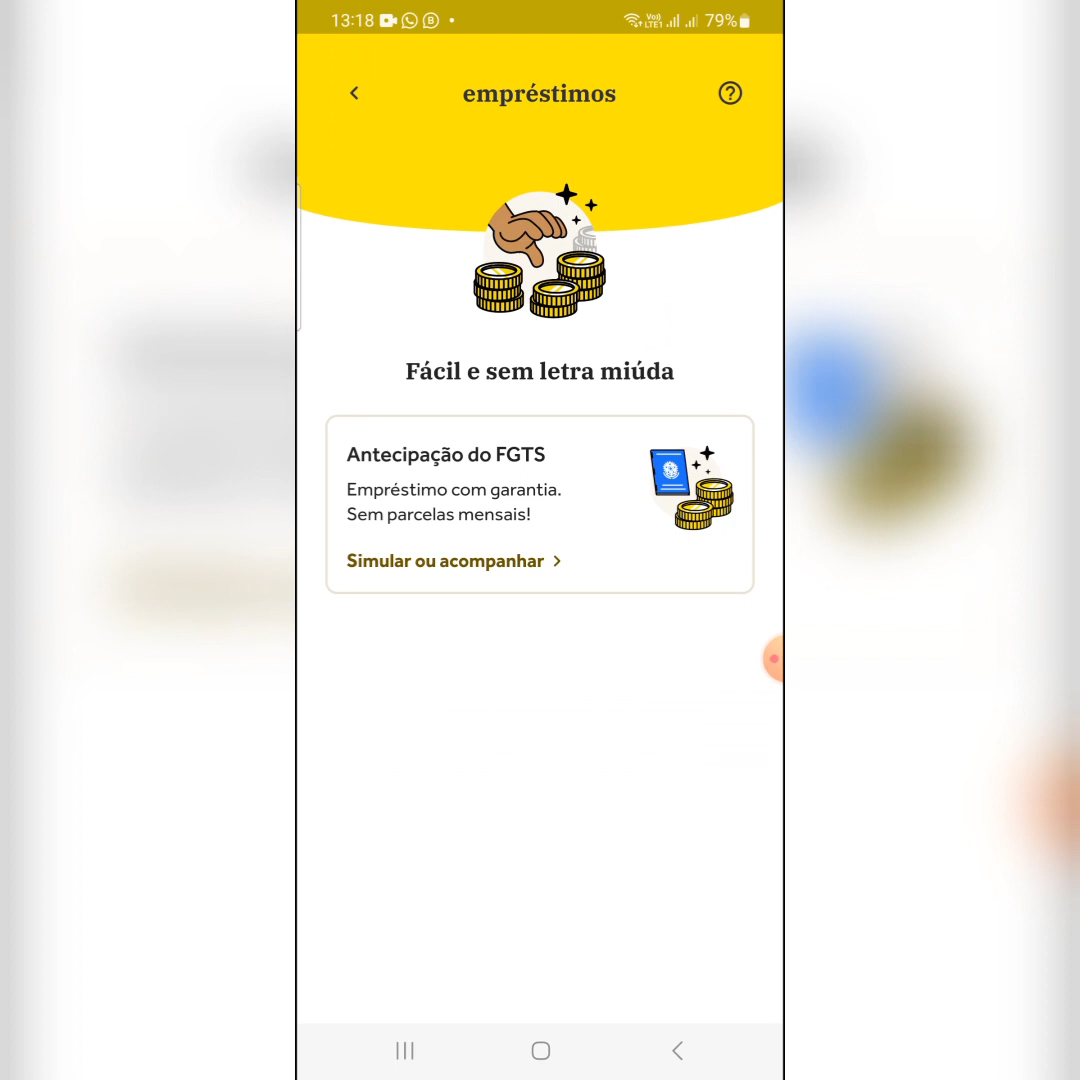 13:18 79%
empréstimos
Fácil e sem letra miúda
Antecipação do FGTS
Empréstimo com garantia.
Sem parcelas mensais!
Simular ou acompanhar